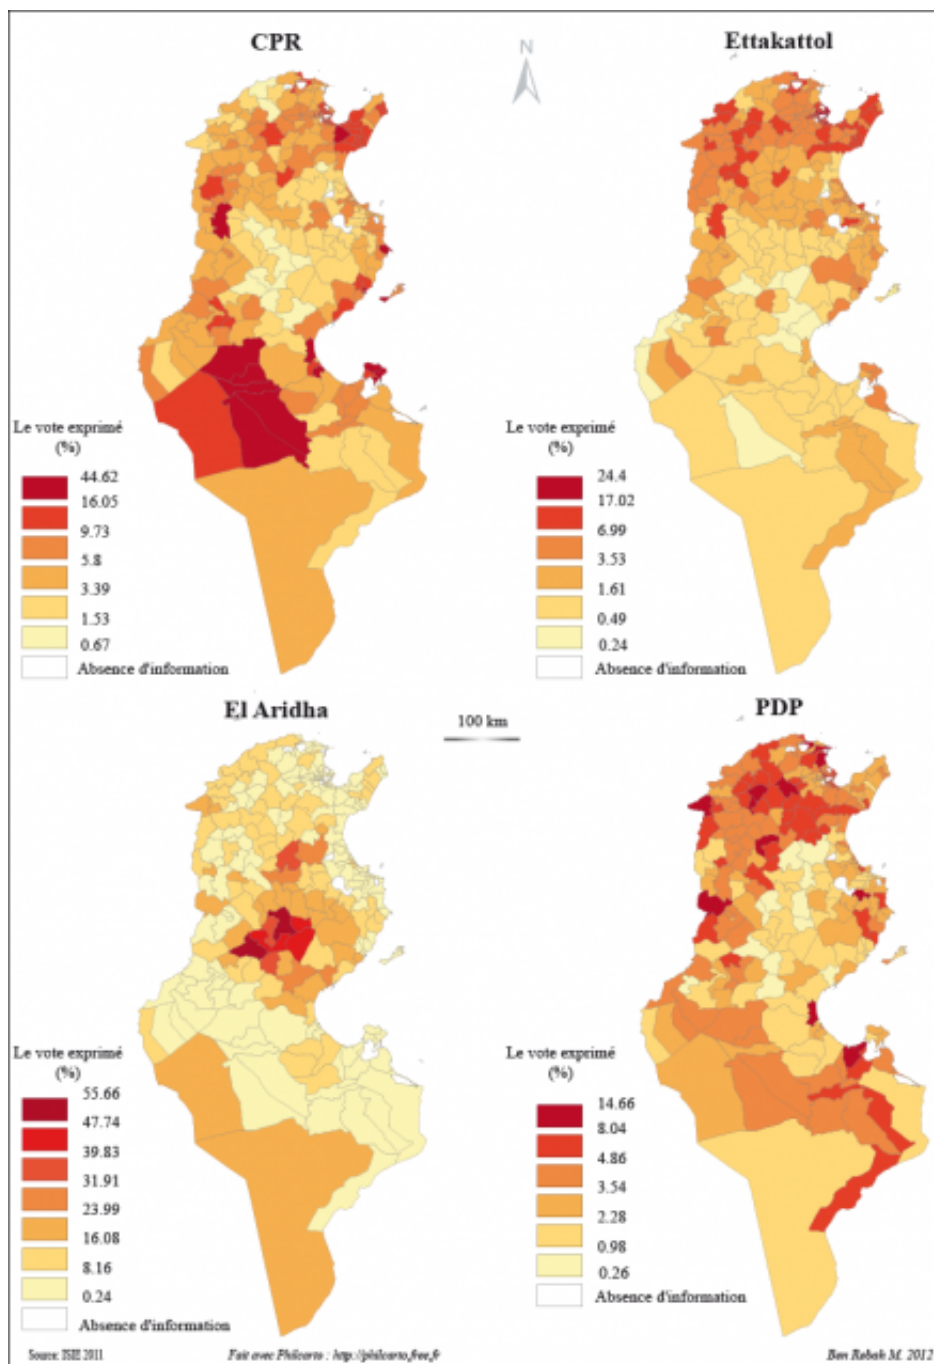 CPR
N
Ettakattol
Le vote exprimé
(%)
44.62
16.05
9.73
5.8
3.39
1.53
0.67
Absence d'information
Le vote exprimé
(%)
24.4
17.02
6.99
3.53
1.61
0.49
0.24
Absence d'information
El Aridha
100 km
PDP
Le vote exprimé
(%)
55.66
47.74
39.83
31.91
23.99
16.08
8.16
0.24
Absence d'information
Le vote exprimé
(%)
14.66
8.04
4.86
3.54
2.28
0.98
0.26
Absence d'information
Source: ISIE 2011
Fait avec Philcarto : http://philcarto.free.fr
Ben Rebah M. 2012